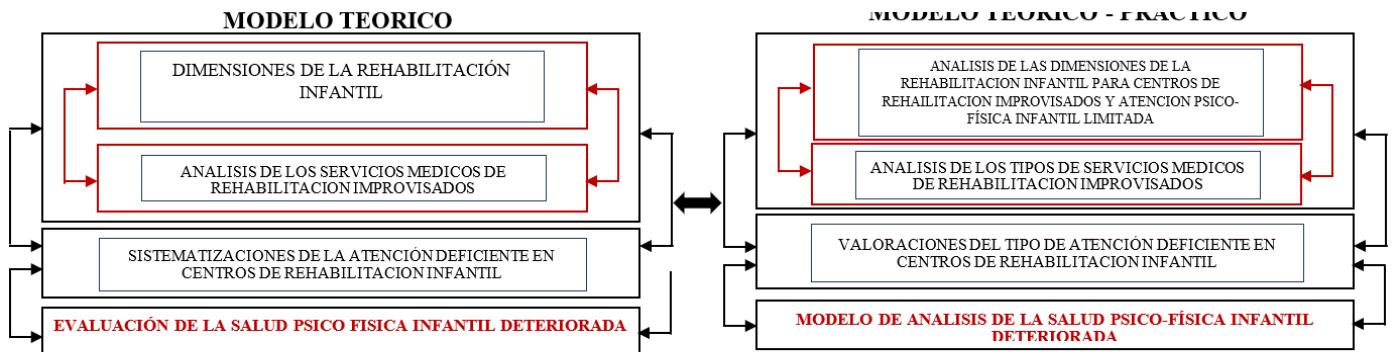 MODELO TEORICO
DIMENSIONES DE LA REHABILITACIÓN
INFANTIL
ANALISIS DE LOS SERVICIOS MEDICOS DE
REHABILITACION IMPROVISADOS
SISTEMATIZACIONES DE LA ATENCIÓN DEFICIENTE EN
CENTROS DE REHABILITACION INFANTIL
EVALUACIÓN DE LA SALUD PSICO FISICA INFANTIL DETERIORADA
MODELO TEORICO - PRACTICO
ANALISIS DE LAS DIMENSIONES DE LA
REHABILITACION INFANTIL PARA CENTROS DE
REHAILITACION IMPROVISADOS Y ATENCION PSICO-
FÍSICA INFANTIL LIMITADA
ANALISIS DE LOS TIPOS DE SERVICIOS MEDICOS
DE REHABILITACION IMPROVISADOS
VALORACIONES DEL TIPO DE ATENCIÓN DEFICIENTE EN
CENTROS DE REHABILITACION INFANTIL
MODELO DE ANALISIS DE LA SALUD PSICO-FÍSICA INFANTIL
DETERIORADA